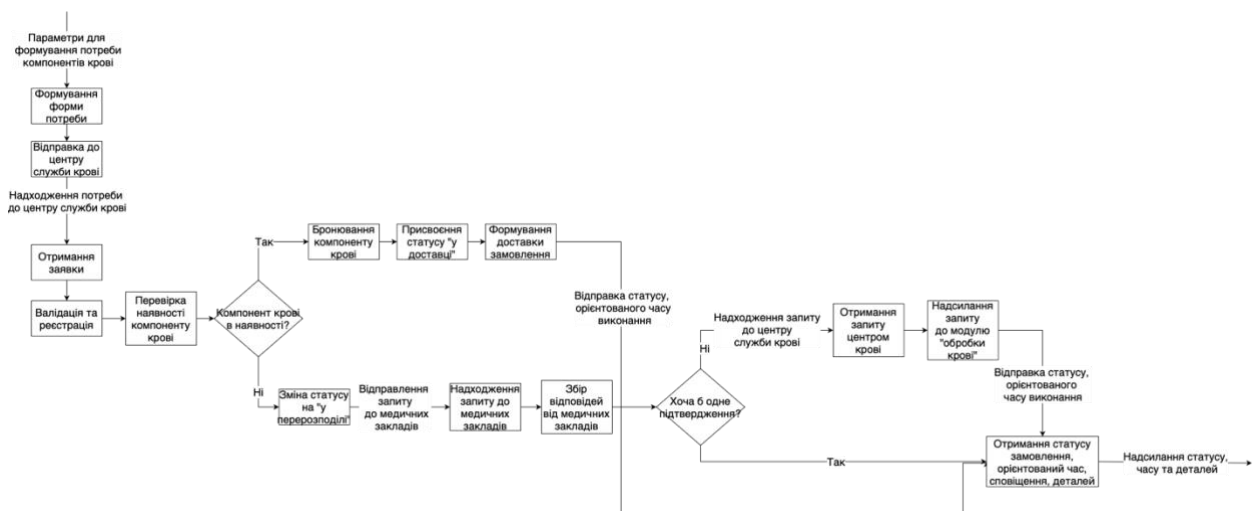 Параметри для
формування потреби
компонентів крові
Формування
форми
потреби
Відправка до
центру
служби крові
Надходження потреби
до центру служби крові
Отримання
заявки
Валідація та
реєстрація
Перевірка
наявності
компоненту
крові
Компонент крові
в наявності?
Так
Бронювання
компоненту
крові
Присвоєння
статусу "у
доставці"
Формування
доставки
замовлення
Відправка статусу,
орієнтованого часу
виконання
Ні
Зміна статусу
на "у
перерозподілі"
Відправлення
запиту
до медичних
закладів
Надходження
запиту до
медичних
закладів
Збір
відповідей
від медичних
закладів
Хоча б одне
підтвердження?
Ні
Надходження запиту
до центру
служби крові
Отримання
запиту
центром
крові
Надсилання
запиту
до модулю
"обробки
крові"
Відправка статусу,
орієнтованого
часу виконання
Так
Отримання статусу
замовлення,
орієнтований час,
сповіщення, деталей
Надсилання статусу,
часу та деталей